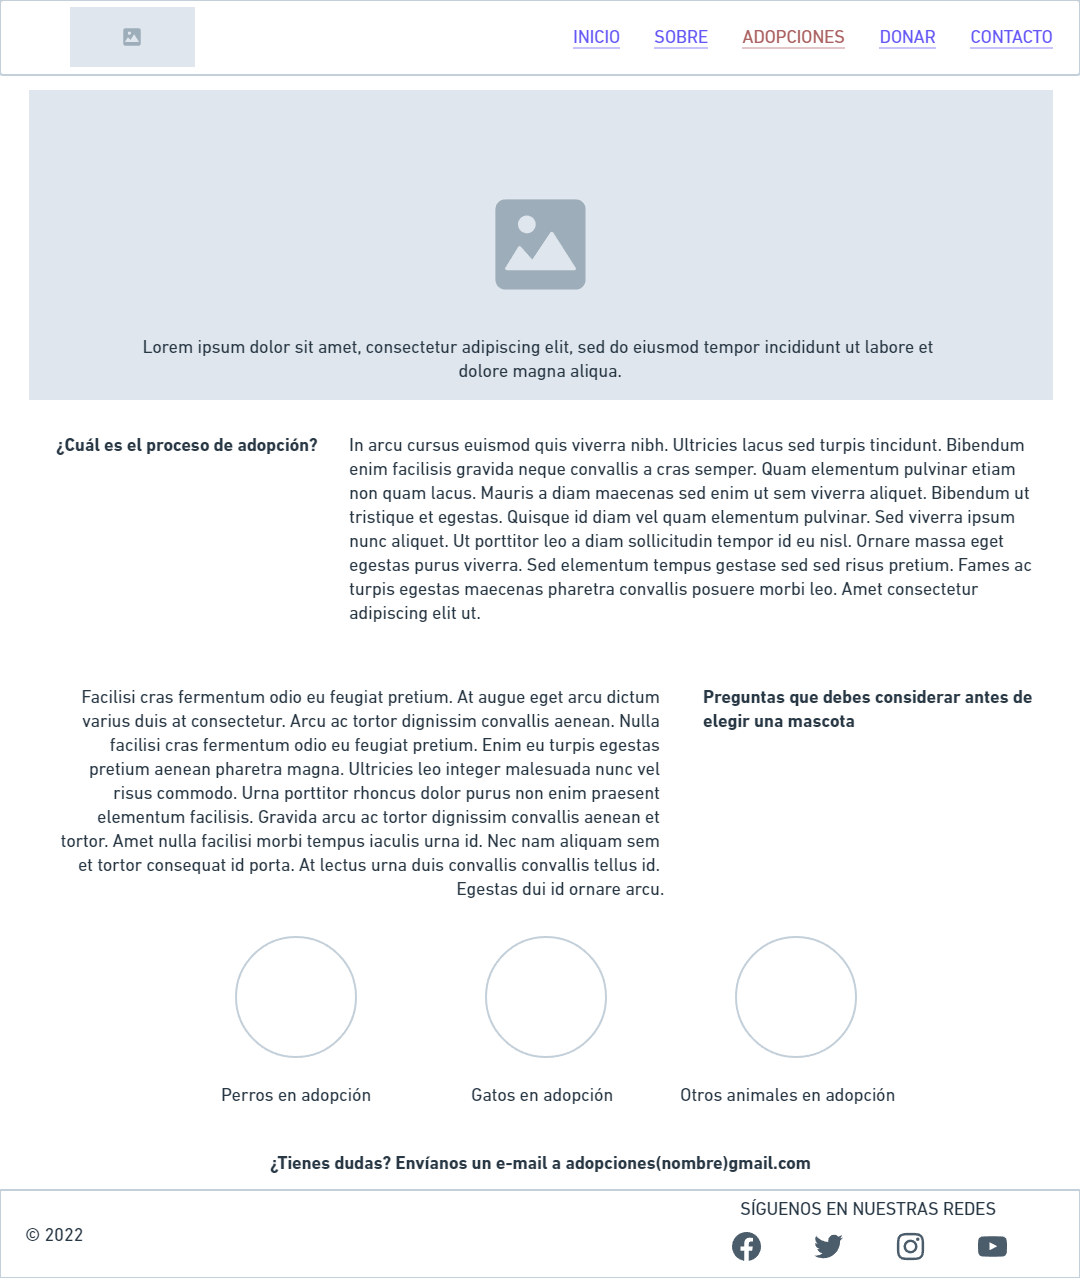 INICIO SOBRE ADOPCIONES DONAR CONTACTO
Lorem ipsum dolor sit amet, consectetur adipiscing elit, sed do eiusmod tempor incididunt ut labore et
dolore magna aliqua.
¿Cuál es el proceso de adopción?
In arcu cursus euismod quis viverra nibh. Ultricies lacus sed turpis tincidunt. Bibendum
enim facilisis gravida neque convallis a cras semper. Quam elementum pulvinar etiam
non quam lacus. Mauris a diam maecenas sed enim ut sem viverra aliquet. Bibendum ut
tristique et egestas. Quisque id diam vel quam elementum pulvinar. Sed viverra ipsum
nunc aliquet. Ut porttitor leo a diam sollicitudin tempor id eu nisl. Ornare massa eget
egestas purus viverra. Sed elementum tempus gestase sed sed risus pretium. Fames ac
turpis egestas maecenas pharetra convallis posuere morbi leo. Amet consectetur
adipiscing elit ut.
Facilisi cras fermentum odio eu feugiat pretium. At augue eget arcu dictum
varius duis at consectetur. Arcu ac tortor dignissim convallis aenean. Nulla
facilisi cras fermentum odio eu feugiat pretium. Enim eu turpis egestas
pretium aenean pharetra magna. Ultricies leo integer malesuada nunc vel
risus commodo. Urna porttitor rhoncus dolor purus non enim praesent
elementum facilisis. Gravida arcu ac tortor dignissim convallis aenean et
tortor. Amet nulla facilisi morbi tempus iaculis urna id. Nec nam aliquam sem
et tortor consequat id porta. At lectus urna duis convallis convallis tellus id.
Egestas dui id ornare arcu.
Preguntas que debes considerar antes de
elegir una mascota
Perros en adopción
Gatos en adopción
Otros animales en adopción
¿Tienes dudas? Envíanos un e-mail a adopciones(nombre)gmail.com
© 2022
SÍGUENOS EN NUESTRAS REDES